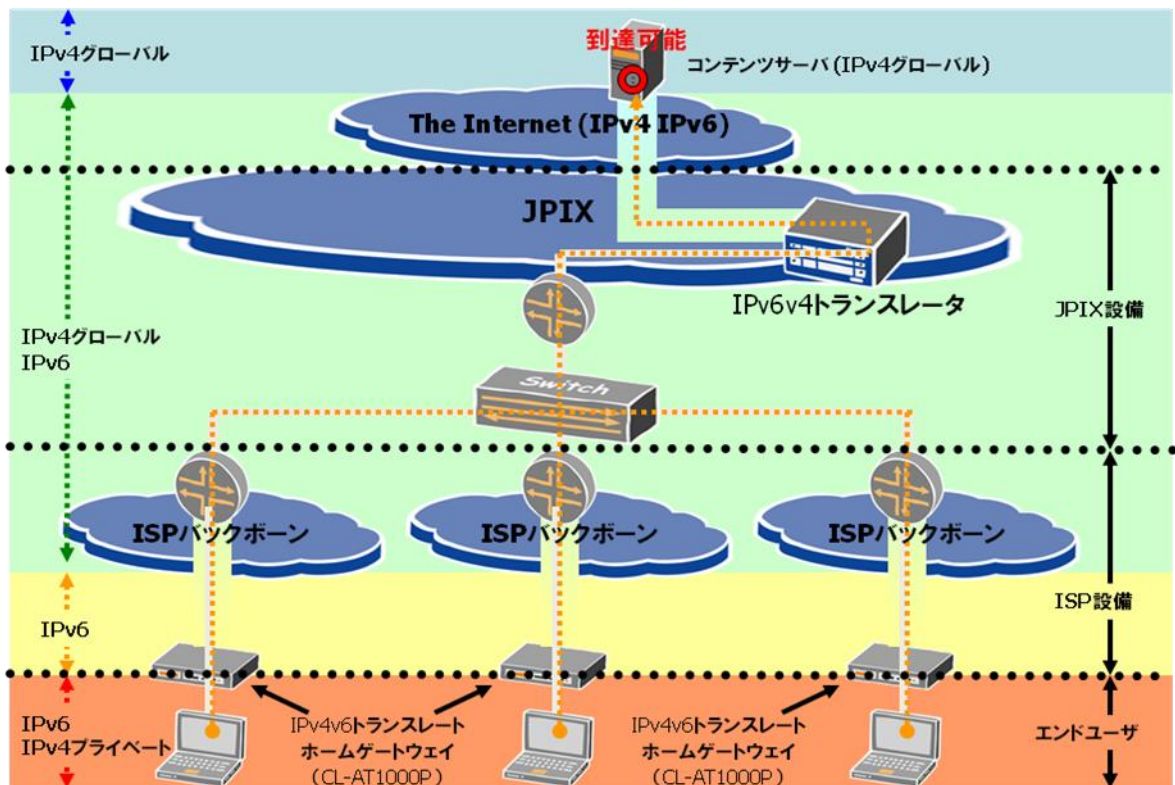 IPv4グローバル
到達可能
コンテンツサーバ(IPv4グローバル)
The Internet (IPv4 IPv6)
JPIX
IPv6v4トランスレータ
JPIX設備
IPv4グローバル
IPv6
Switch
ISPバックボーン
ISPバックボーン
ISPバックボーン
IPv6
ISP設備
IPv6
IPv4プライベート
IPv4v6トランスレート
ホームゲートウェイ
(CL-AT1000P)
IPv4v6トランスレート
ホームゲートウェイ
(CL-AT1000P)
エンドユーザ